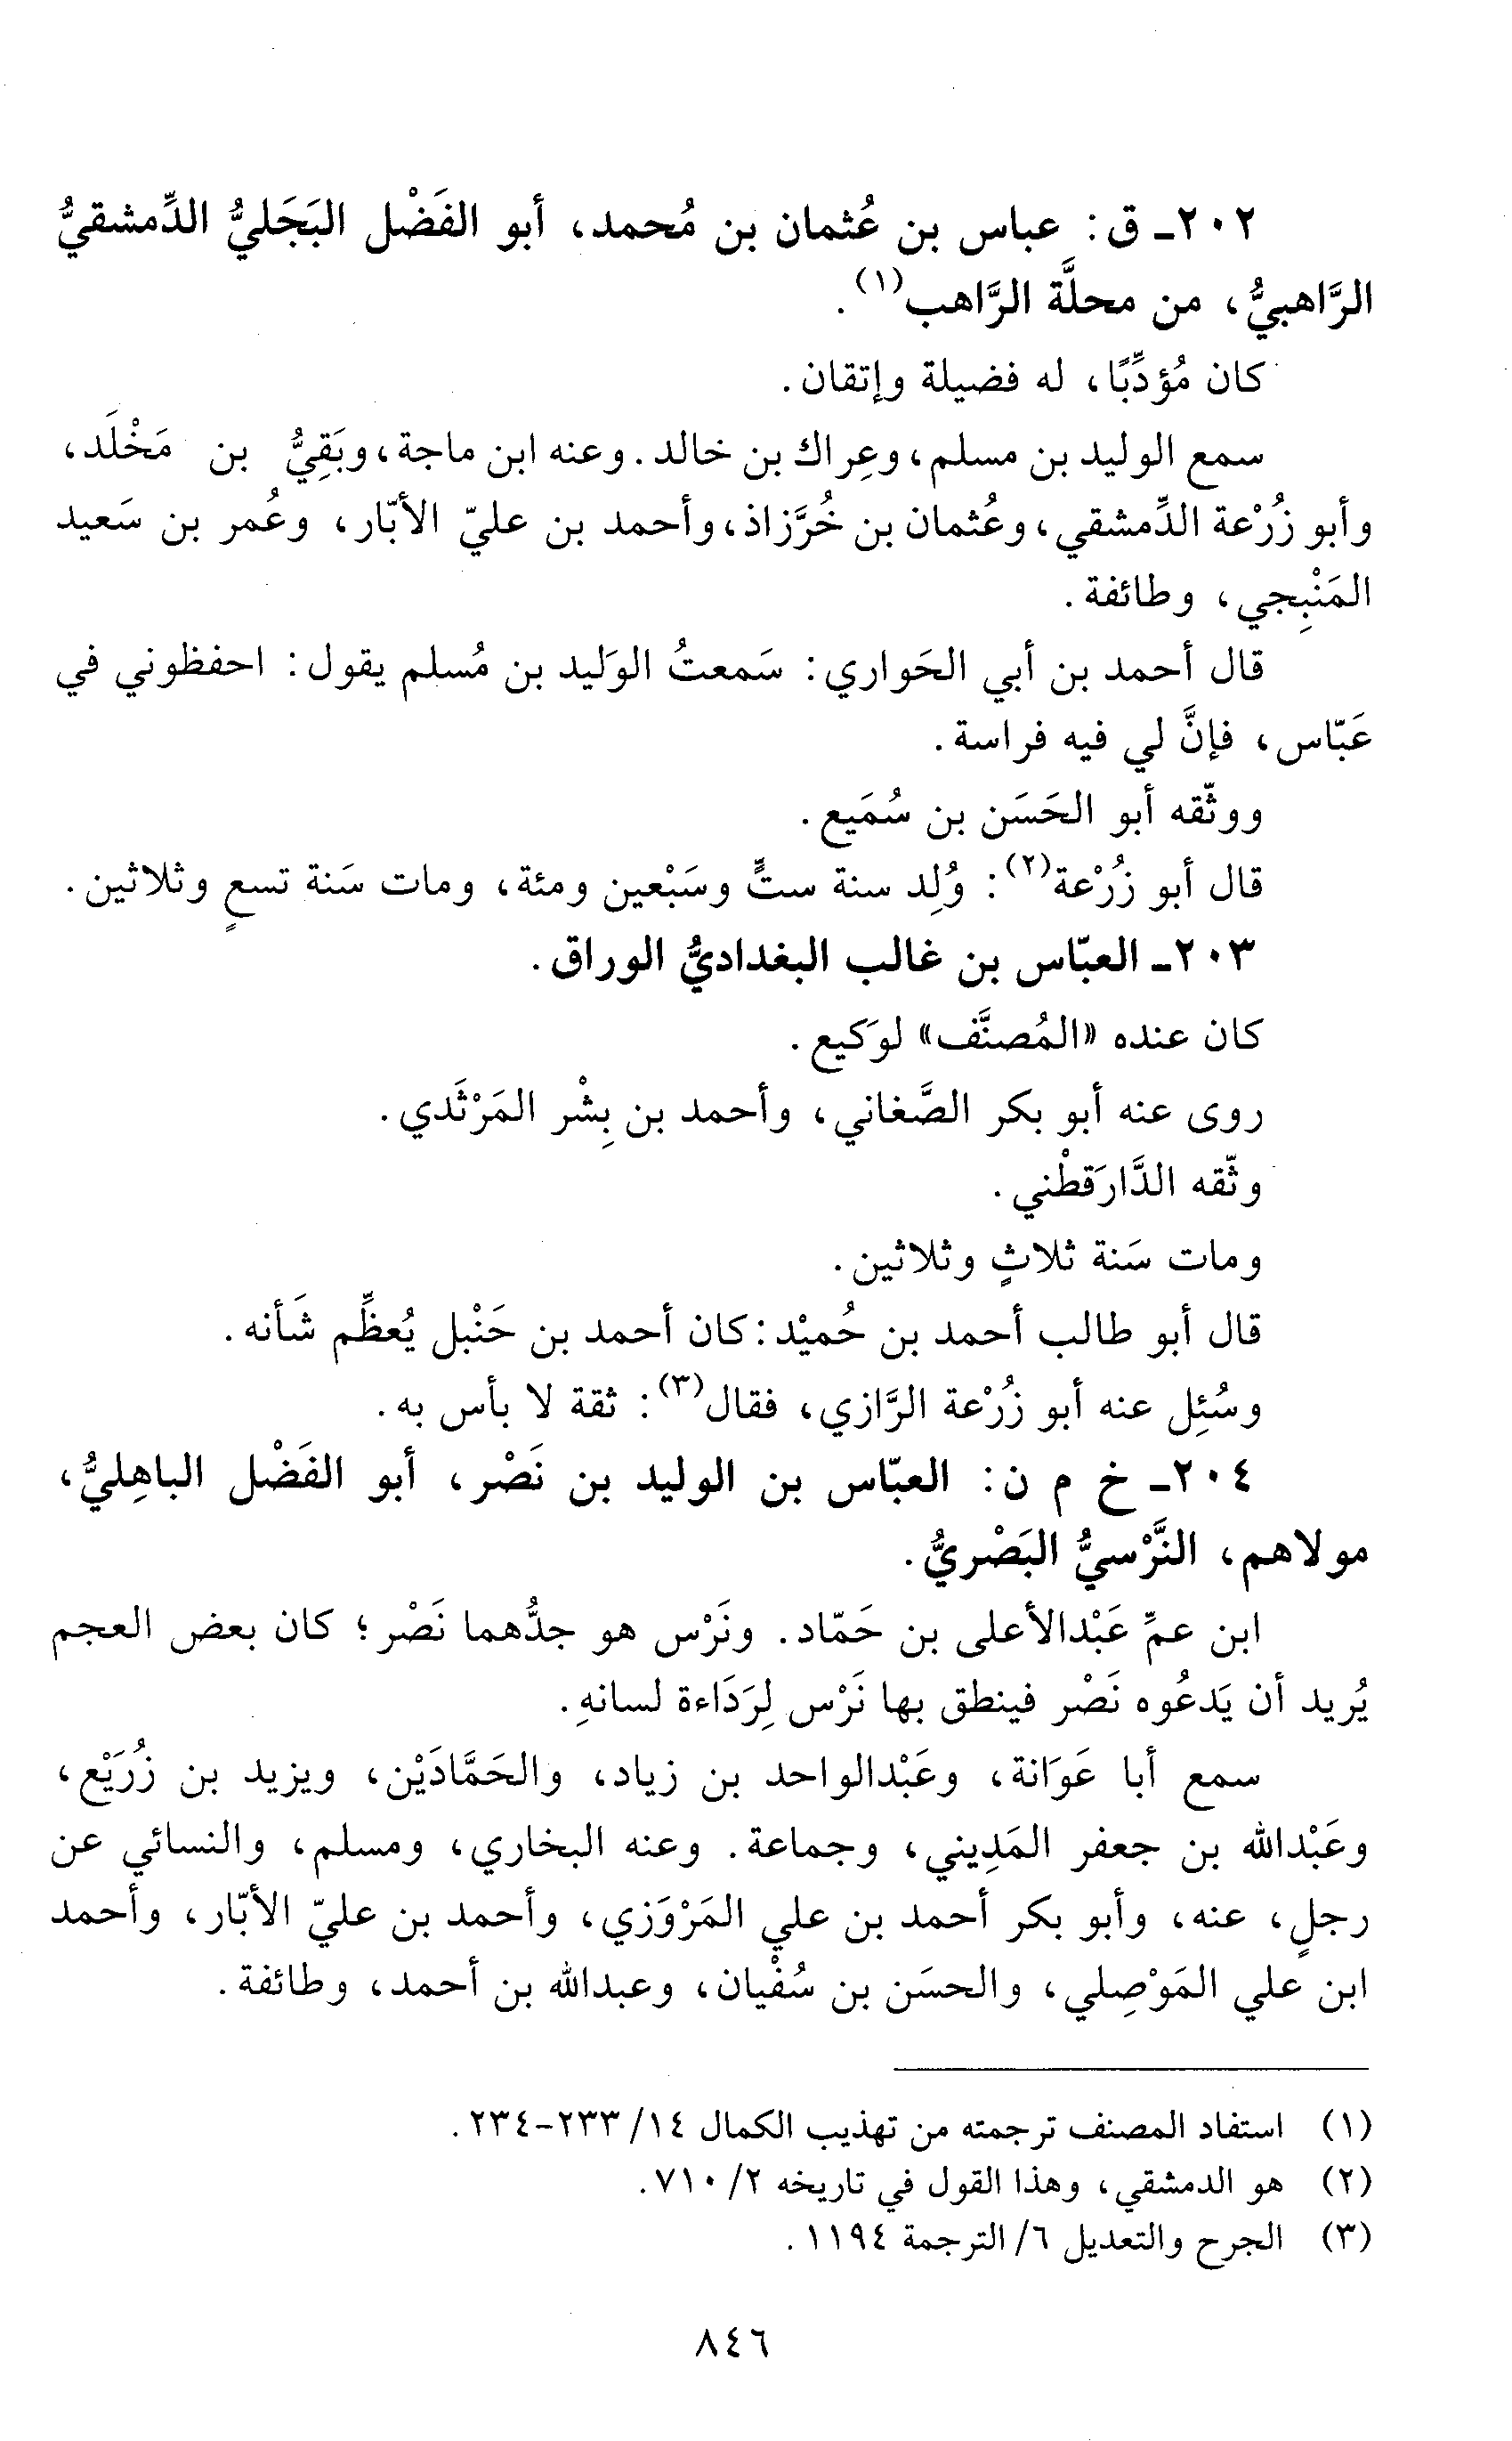 ٢٠٢ـ ق: عباس بن عُثمان بن مُحمد، أبو الفَضْل البَجَليُّ الدِّمشقيُّ
الرَّاهبيُّ، من محلَّة الرَّاهب(١).
كان مُؤدِّبًا، له فضيلة وإتقان.
سمع الوليد بن مسلم، وعِراك بن خالد. وعنه ابن ماجة، وبَقِيُّ بن مَخْلَد،
وأبو زُرْعة الدِّمشقي، وعُثمان بن خُرَّزاذ، وأحمد بن عليّ الأبّار، وعُمر بن سَعيد
المَنْبِجي، وطائفة.
قال أحمد بن أبي الحَواري: سَمعتُ الوَليد بن مُسلم يقول: احفظوني في
عَبّاس، فإنَّ لي فيه فراسة.
ووثّقه أبو الحَسَن بن سُمَيع.
قال أبو زُرْعة(٢): وُلِد سنة ستٍّ وسَبْعين ومئة، ومات سَنة تسعٍ وثلاثين.
٢٠٣ـ العبّاس بن غالب البغداديُّ الوراق.
كان عنده «المُصنَّف» لوَكيع.
روى عنه أبو بكر الصَّغاني، وأحمد بن بِشْر المَرْثَدي.
وثّقه الدَّارَقطْني.
ومات سَنة ثلاثٍ وثلاثين.
قال أبو طالب أحمد بن حُميْد: كان أحمد بن حَنْبل يُعظِّم شَأنه.
وسُئِل عنه أبو زُرْعة الرَّازي، فقال(٣): ثقة لا بأس به.
٢٠٤ـ خ م ن: العبّاس بن الوليد بن نَصْر، أبو الفَضْل الباهِليُّ،
مولاهم، النَّرْسيُّ البَصْريُّ.
ابن عمِّ عَبْدالأعلى بن حَمّاد. ونَرْس هو جدُّهما نَصْر؛ كان بعض العجم
يُريد أن يَدعُوه نَصْر فينطق بها نَرْس لِرَدَاءة لسانهِ.
سمع أبا عَوَانة، وعَبْدالواحد بن زياد، والحَمَّادَيْن، ويزيد بن زُرَيْع،
وعَبْدالله بن جعفر المَدِيني، وجماعة. وعنه البخاري، ومسلم، والنسائي عن
رجلٍ، عنه، وأبو بكر أحمد بن علي المَرْوَزي، وأحمد بن عليّ الأبّار، وأحمد
ابن علي المَوْصِلي، والحسَن بن سُفْيان، وعبدالله بن أحمد، وطائفة.
(١) استفاد المصنف ترجمته من تهذيب الكمال ١٤/ ٢٣٣-٢٣٤.
(٢) هو الدمشقي، وهذا القول في تاريخه ٢/ ٧١٠.
(٣) الجرح والتعديل ٦/ الترجمة ١١٩٤.
٨٤٦